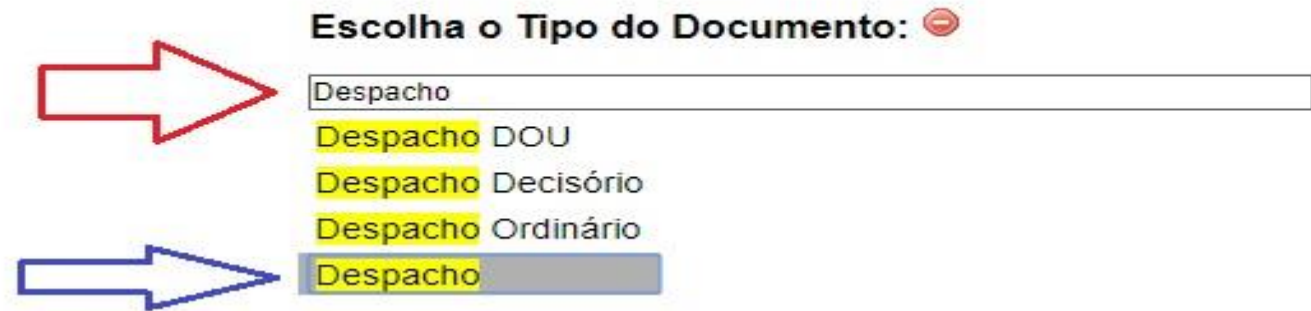 Escolha o Tipo do Documento:
Despacho
Despacho DOU
Despacho Decisório
Despacho Ordinário
Despacho